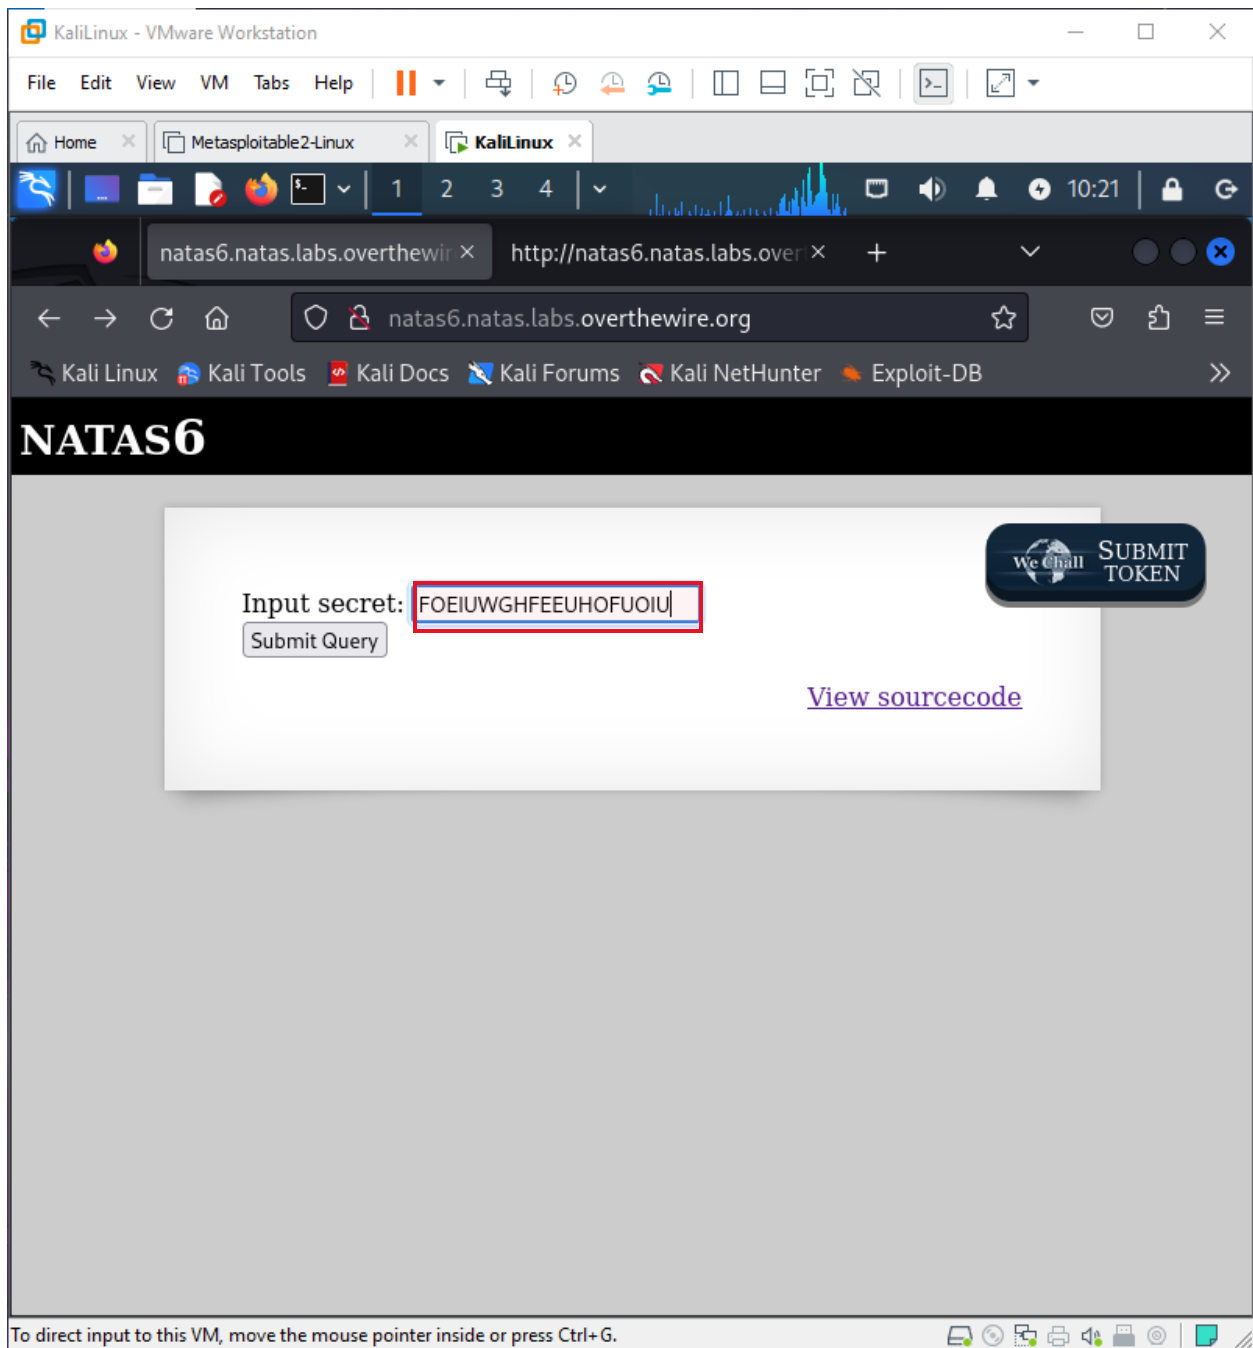 KaliLinux - VMware Workstation
File Edit View VM Tabs Help
Home Metasploitable2-Linux KaliLinux
1 2 3 4 10:21
natas6.natas.labs.overthewir http://natas6.natas.labs.over
natas6.natas.labs.overthewire.org
Kali Linux Kali Tools Kali Docs Kali Forums Kali NetHunter Exploit-DB
NATAS6
We Chall SUBMIT TOKEN
Input secret: FOEIUWGHFEEUHOFUOIU
Submit Query
View sourcecode
To direct input to this VM, move the mouse pointer inside or press Ctrl+G.